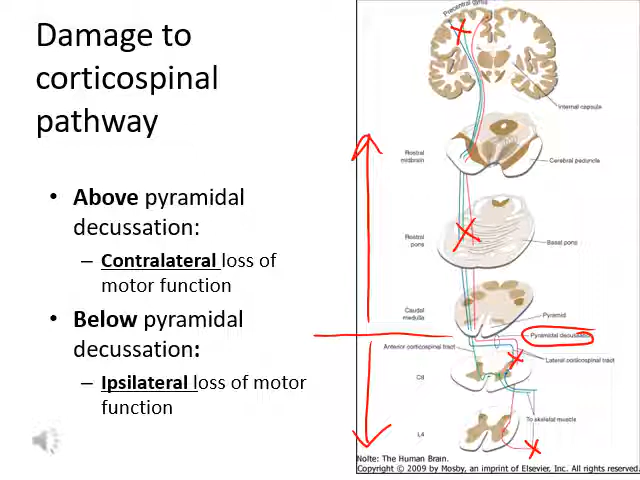 Damage to
corticospinal
pathway
• Above pyramidal
decussation:
– Contralateral loss of
motor function
• Below pyramidal
decussation:
– Ipsilateral loss of motor
function
Precentral gyrus
Internal capsule
Rostral
midbrain
Cerebral peduncle
Rostral
pons
Basal pons
Caudal
medulla
Pyramid
Pyramidal decussation
Anterior corticospinal tract
Lateral corticospinal tract
C8
To skeletal muscle
L4
Nolte: The Human Brain.
Copyright © 2009 by Mosby, an imprint of Elsevier, Inc. All rights reserved.